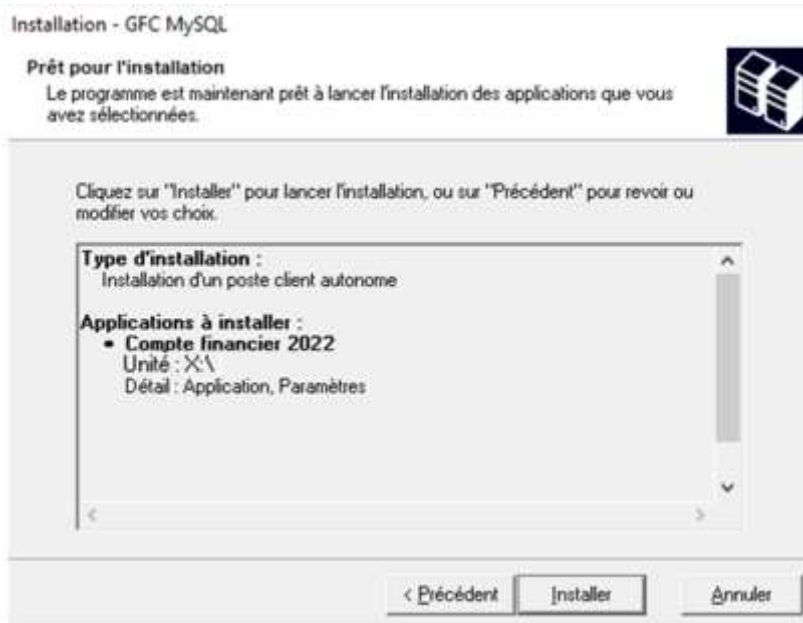 Installation - GFC MySQL
Prêt pour l'installation
Le programme est maintenant prêt à lancer l'installation des applications que vous
avez sélectionnées.
Cliquez sur "Installer" pour lancer l'installation, ou sur "Précédent" pour revoir ou
modifier vos choix.
Type d'installation :
Installation d'un poste client autonome
Applications à installer :
• Compte financier 2022
Unité : X:\
Détail : Application, Paramètres
< Précédent Installer Annuler